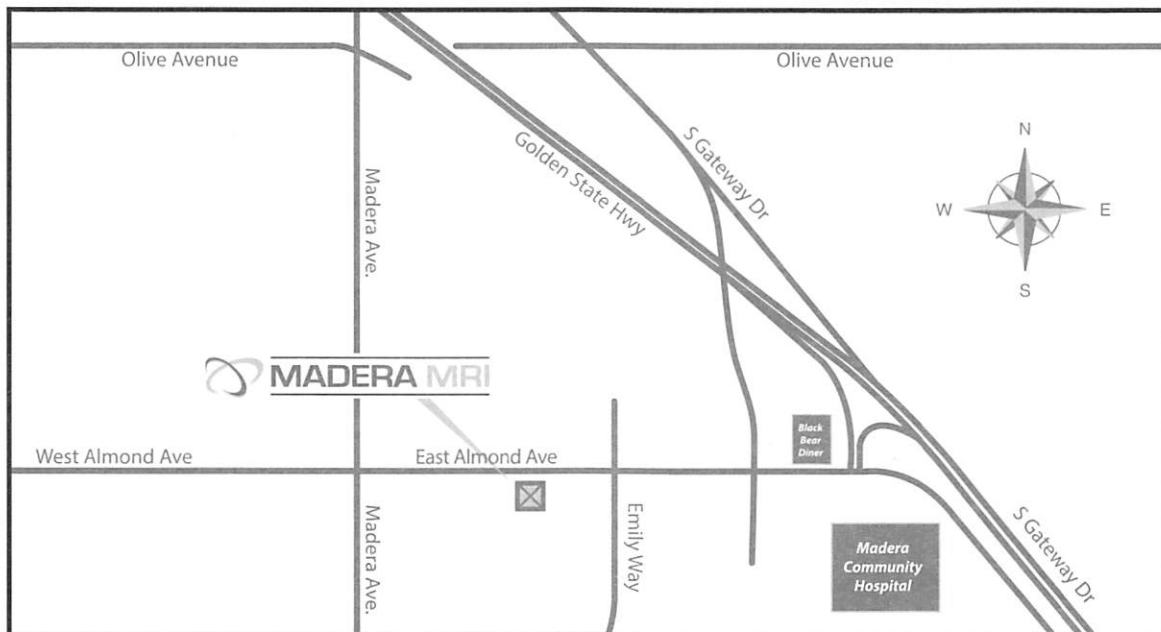 Olive Avenue
Olive Avenue
Golden State Hwy
S Gateway Dr
Madera Ave.
N
W
E
S
MADERA MRI
Black
Bear
Diner
West Almond Ave
East Almond Ave
Madera Ave.
Emily Way
Madera
Community
Hospital
S Gateway Dr